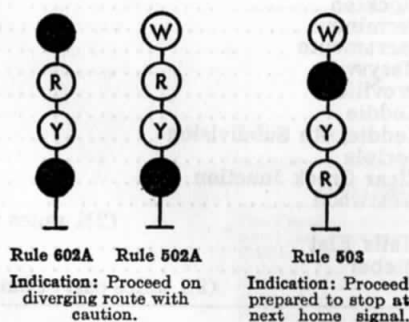 W W
R R
Y Y Y
R
Rule 602A Rule 502A Rule 503
Indication: Proceed on
diverging route with
caution.
Indication: Proceed
prepared to stop at
next home signal.